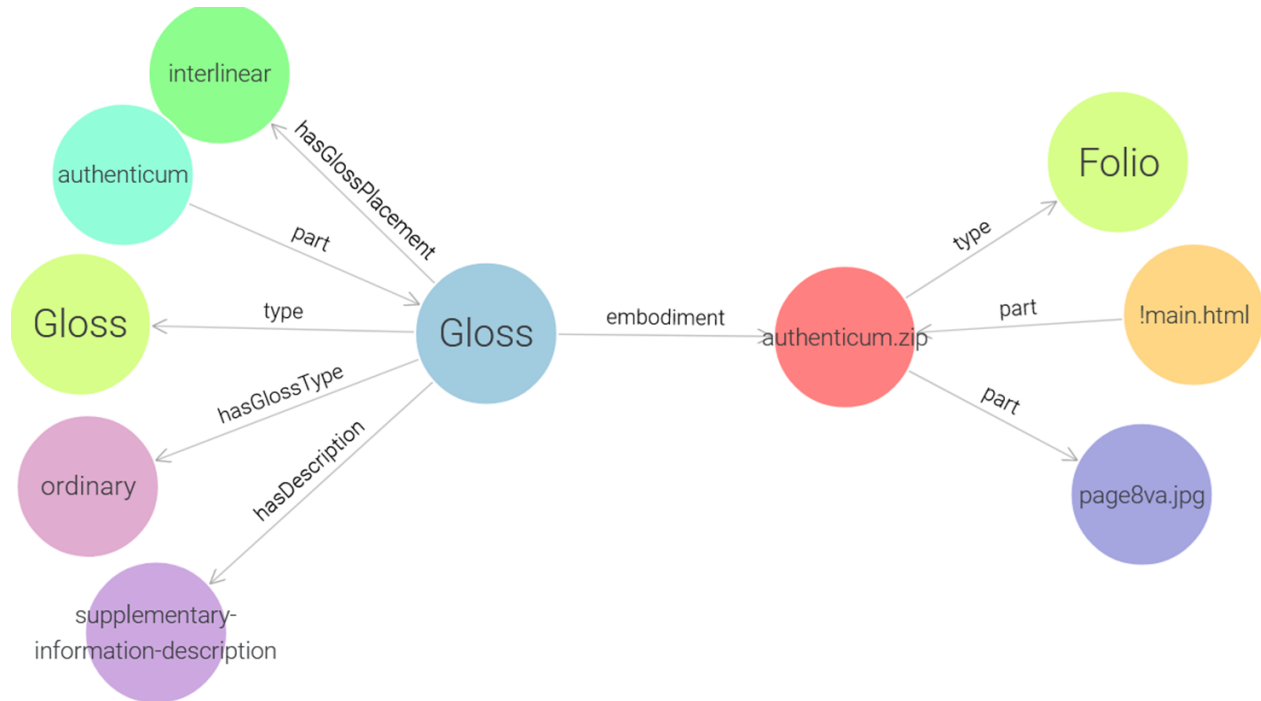 interlinear
hasGlossPlacement
authenticum
part
Gloss
type
Gloss
hasGlossType
ordinary
hasDescription
supplementary-
information-description
embodiment
authenticum.zip
type
Folio
part
!main.html
part
page8va.jpg